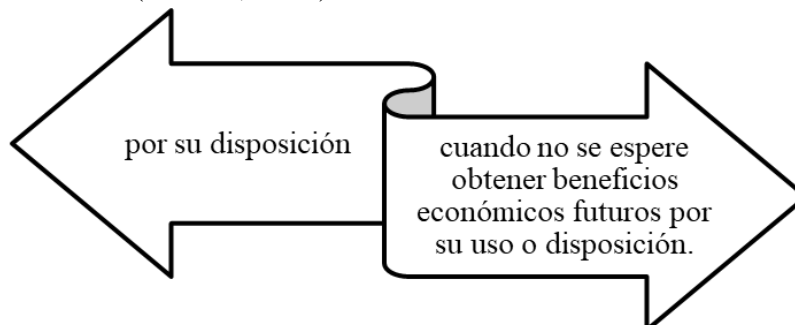 por su disposición
cuando no se espere
obtener beneficios
económicos futuros por
su uso o disposición.